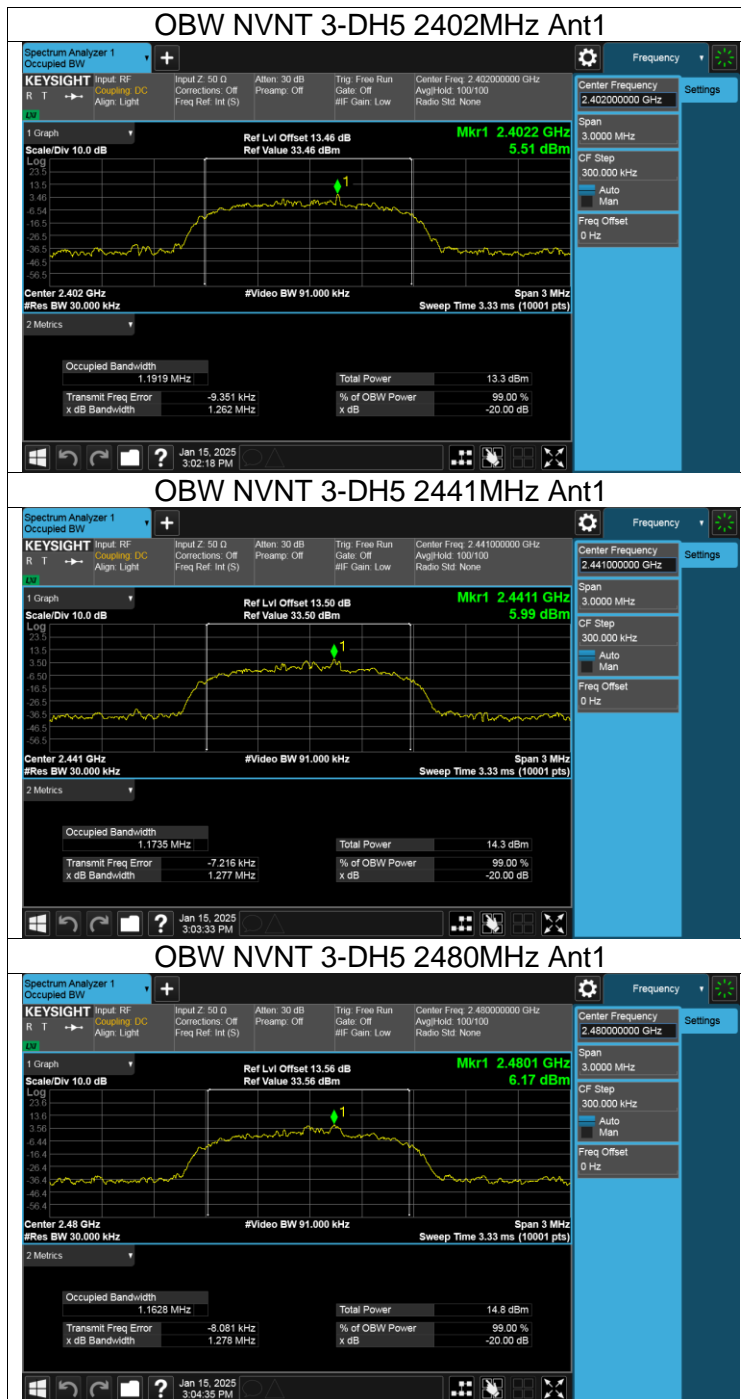 OBW NVNT 3-DH5 2402MHz Ant1
Spectrum Analyzer 1
Occupied BW
Frequency
KEYSIGHT Input: RF Input Z: 50 Ω Atten: 30 dB Trig: Free Run Center Freq: 2.402000000 GHz
R T Coupling: DC Corrections: Off Preamp: Off Gate: Off Avg|Hold: 100/100
Align: Light Freq Ref: Int (S) #IF Gain: Low Radio Std: None
LXI
Center Frequency
2.402000000 GHz
Settings
Span
3.0000 MHz
CF Step
300.000 kHz
Auto
Man
Freq Offset
0 Hz
1 Graph
Ref Lvl Offset 13.46 dB
Mkr1 2.4022 GHz
Scale/Div 10.0 dB
Ref Value 33.46 dBm
5.51 dBm
Log
23.5
13.5
3.46
-6.54
-16.5
-26.5
-36.5
-46.5
-56.5
1
Center 2.402 GHz #Video BW 91.000 kHz Span 3 MHz
#Res BW 30.000 kHz Sweep Time 3.33 ms (10001 pts)
2 Metrics
Occupied Bandwidth
1.1919 MHz
Total Power 13.3 dBm
Transmit Freq Error -9.351 kHz % of OBW Power 99.00 %
x dB Bandwidth 1.262 MHz x dB -20.00 dB
Jan 15, 2025
3:02:18 PM
OBW NVNT 3-DH5 2441MHz Ant1
Spectrum Analyzer 1
Occupied BW
Frequency
KEYSIGHT Input: RF Input Z: 50 Ω Atten: 30 dB Trig: Free Run Center Freq: 2.441000000 GHz
R T Coupling: DC Corrections: Off Preamp: Off Gate: Off Avg|Hold: 100/100
Align: Light Freq Ref: Int (S) #IF Gain: Low Radio Std: None
LXI
Center Frequency
2.441000000 GHz
Settings
Span
3.0000 MHz
CF Step
300.000 kHz
Auto
Man
Freq Offset
0 Hz
1 Graph
Ref Lvl Offset 13.50 dB
Mkr1 2.4411 GHz
Scale/Div 10.0 dB
Ref Value 33.50 dBm
5.99 dBm
Log
23.5
13.5
3.50
-6.50
-16.5
-26.5
-36.5
-46.5
-56.5
1
Center 2.441 GHz #Video BW 91.000 kHz Span 3 MHz
#Res BW 30.000 kHz Sweep Time 3.33 ms (10001 pts)
2 Metrics
Occupied Bandwidth
1.1735 MHz
Total Power 14.3 dBm
Transmit Freq Error -7.216 kHz % of OBW Power 99.00 %
x dB Bandwidth 1.277 MHz x dB -20.00 dB
Jan 15, 2025
3:03:33 PM
OBW NVNT 3-DH5 2480MHz Ant1
Spectrum Analyzer 1
Occupied BW
Frequency
KEYSIGHT Input: RF Input Z: 50 Ω Atten: 30 dB Trig: Free Run Center Freq: 2.480000000 GHz
R T Coupling: DC Corrections: Off Preamp: Off Gate: Off Avg|Hold: 100/100
Align: Light Freq Ref: Int (S) #IF Gain: Low Radio Std: None
LXI
Center Frequency
2.480000000 GHz
Settings
Span
3.0000 MHz
CF Step
300.000 kHz
Auto
Man
Freq Offset
0 Hz
1 Graph
Ref Lvl Offset 13.56 dB
Mkr1 2.4801 GHz
Scale/Div 10.0 dB
Ref Value 33.56 dBm
6.17 dBm
Log
23.6
13.6
3.56
-6.44
-16.4
-26.4
-36.4
-46.4
-56.4
1
Center 2.48 GHz #Video BW 91.000 kHz Span 3 MHz
#Res BW 30.000 kHz Sweep Time 3.33 ms (10001 pts)
2 Metrics
Occupied Bandwidth
1.1628 MHz
Total Power 14.8 dBm
Transmit Freq Error -8.081 kHz % of OBW Power 99.00 %
x dB Bandwidth 1.278 MHz x dB -20.00 dB
Jan 15, 2025
3:04:35 PM